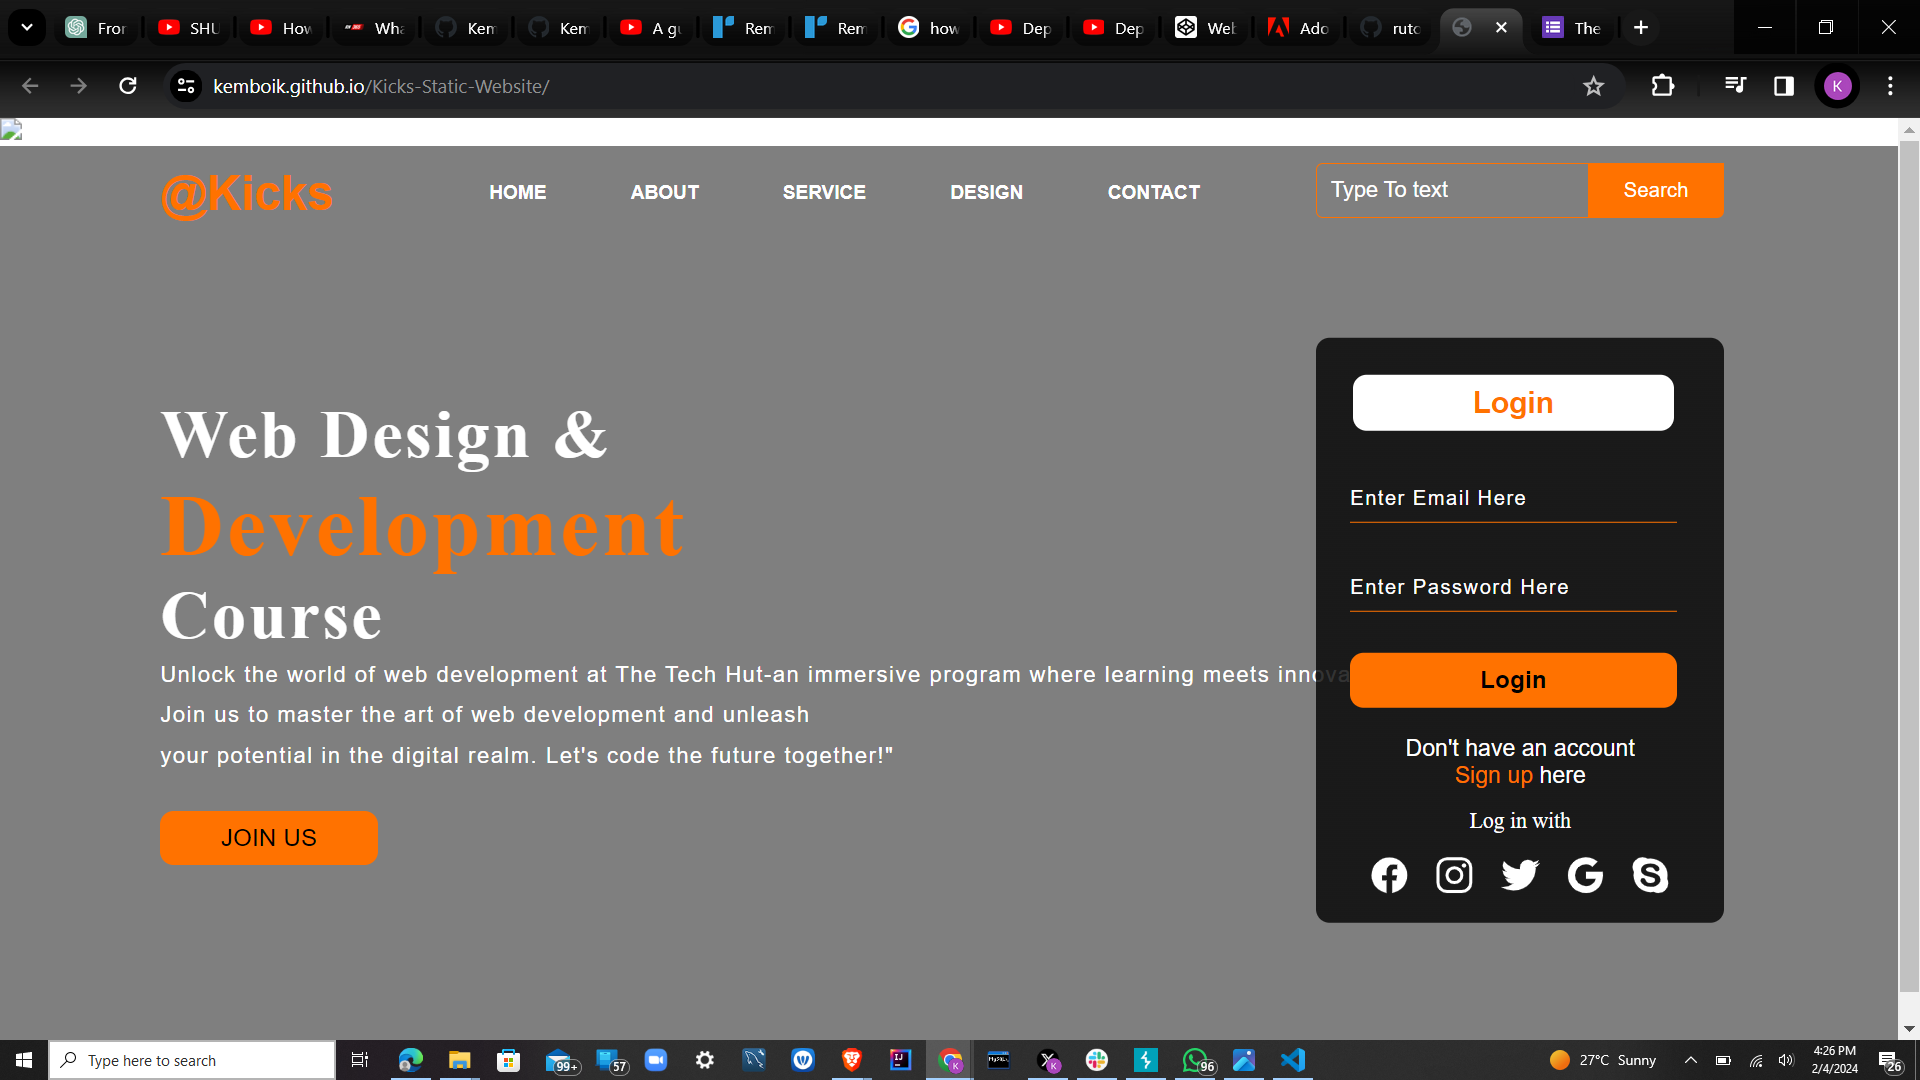 Fror
SHU
How
Wha
Kem
Kem
A gu
Rem
Rem
how
Dep
Dep
Web
Ado
ruto
The
kemboik.github.io/Kicks-Static-Website/
K
@Kicks
HOME
ABOUT
SERVICE
DESIGN
CONTACT
Type To text
Search
Web Design &
Development
Course
Unlock the world of web development at The Tech Hut-an immersive program where learning meets innova
Join us to master the art of web development and unleash
your potential in the digital realm. Let's code the future together!"
JOIN US
Login
Enter Email Here
Enter Password Here
Login
Don't have an account
Sign up here
Log in with
Type here to search
99+
57
K
K
96
27°C Sunny
4:26 PM
2/4/2024
26